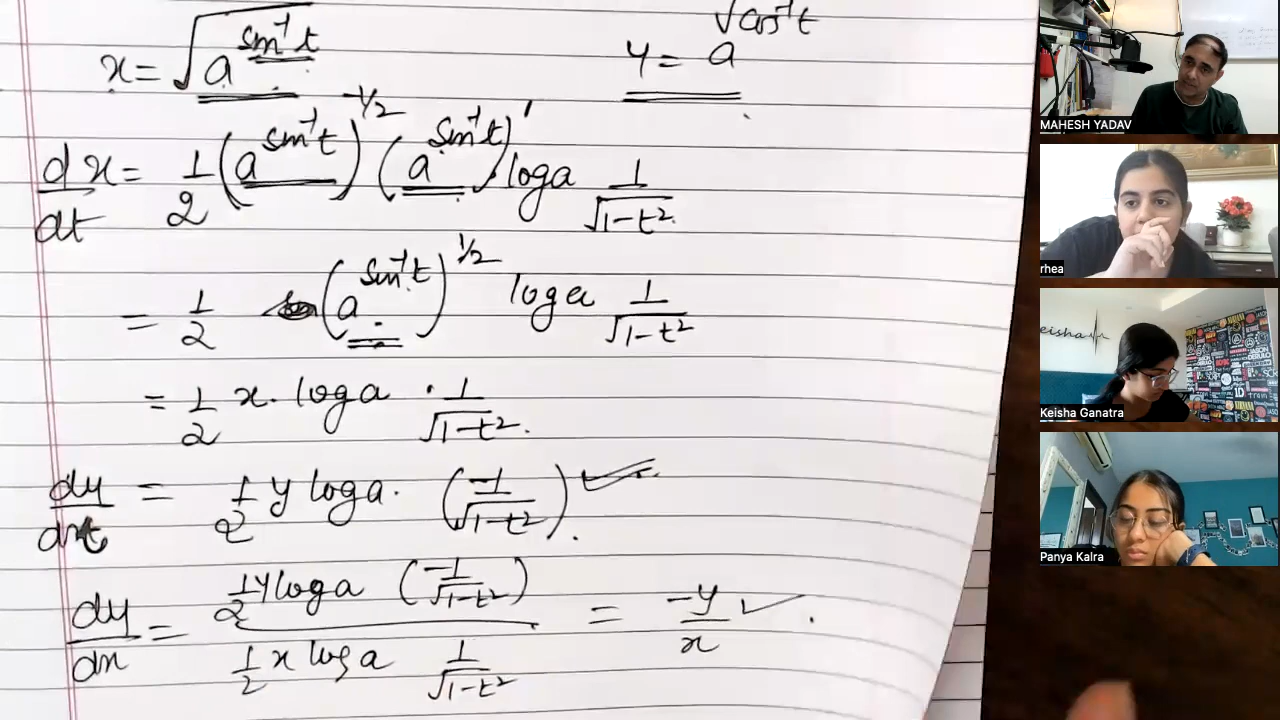 x = √(a^(sin⁻¹t)) y = a^(√cos⁻¹t)
dx/dt = 1/2 (a^(sin⁻¹t))^(-1/2) (a^(sin⁻¹t))' log a 1/√(1-t²)
= 1/2 (a^(sin⁻¹t))^(1/2) log a 1/√(1-t²)
= 1/2 x · log a · 1/√(1-t²).
dy/dt = 1/2 y log a · (-1/√(1-t²)) ✓.
dy/dx = (1/2 y log a (-1/√(1-t²))) / (1/2 x log a 1/√(1-t²)) = -y/x ✓.
MAHESH YADAV
rhea
eisha
Keisha Ganatra
Panya Kalra